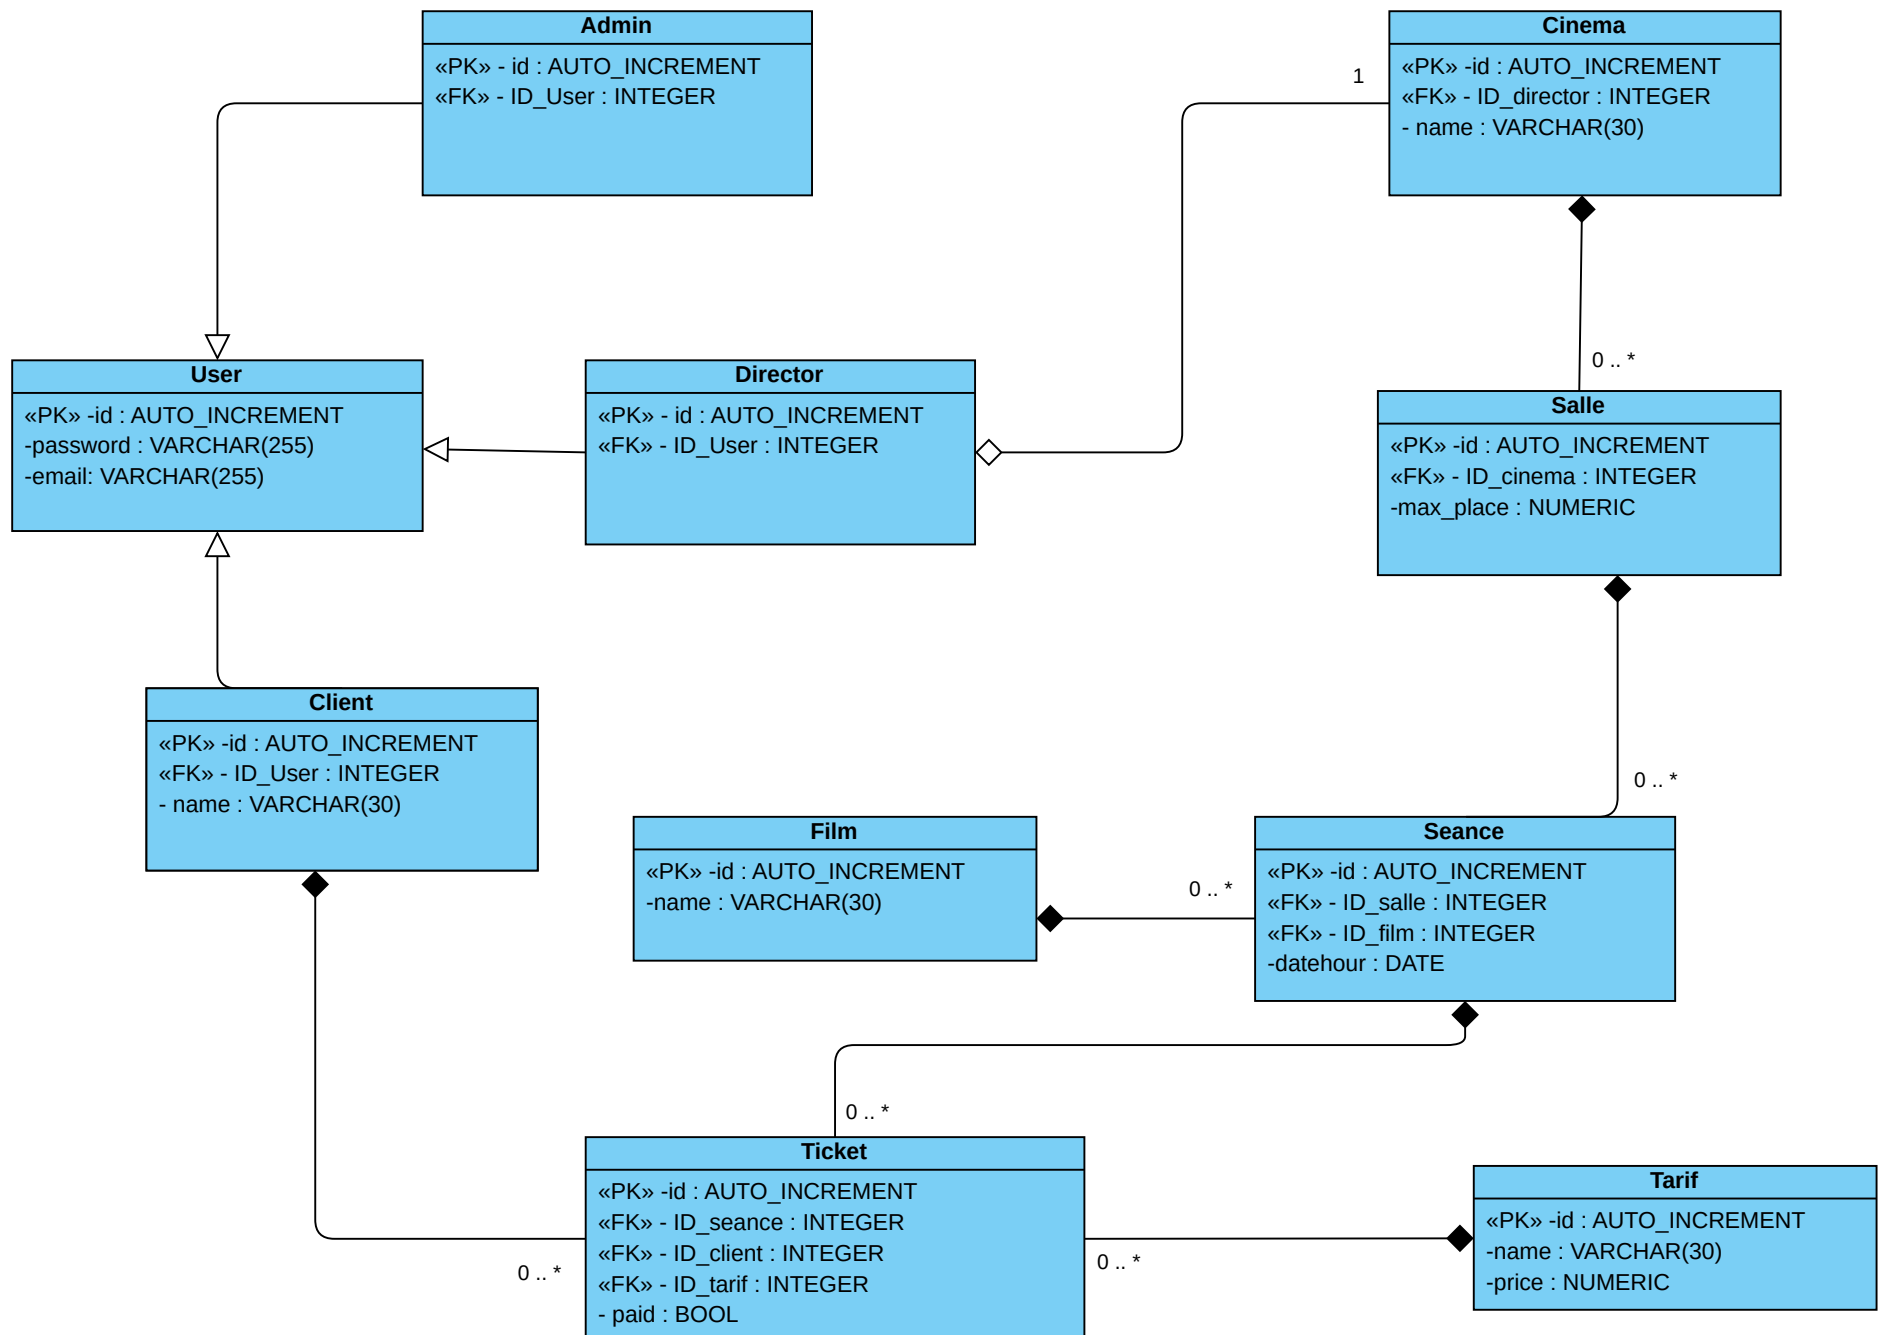 Admin
«PK» - id : AUTO_INCREMENT
«FK» - ID_User : INTEGER
Cinema
«PK» -id : AUTO_INCREMENT
«FK» - ID_director : INTEGER
- name : VARCHAR(30)
1
0 .. *
User
«PK» -id : AUTO_INCREMENT
-password : VARCHAR(255)
-email: VARCHAR(255)
Director
«PK» - id : AUTO_INCREMENT
«FK» - ID_User : INTEGER
Salle
«PK» -id : AUTO_INCREMENT
«FK» - ID_cinema : INTEGER
-max_place : NUMERIC
0 .. *
Client
«PK» -id : AUTO_INCREMENT
«FK» - ID_User : INTEGER
- name : VARCHAR(30)
Film
«PK» -id : AUTO_INCREMENT
-name : VARCHAR(30)
0 .. *
Seance
«PK» -id : AUTO_INCREMENT
«FK» - ID_salle : INTEGER
«FK» - ID_film : INTEGER
-datehour : DATE
0 .. *
Ticket
«PK» -id : AUTO_INCREMENT
«FK» - ID_seance : INTEGER
«FK» - ID_client : INTEGER
«FK» - ID_tarif : INTEGER
- paid : BOOL
0 .. *
0 .. *
Tarif
«PK» -id : AUTO_INCREMENT
-name : VARCHAR(30)
-price : NUMERIC